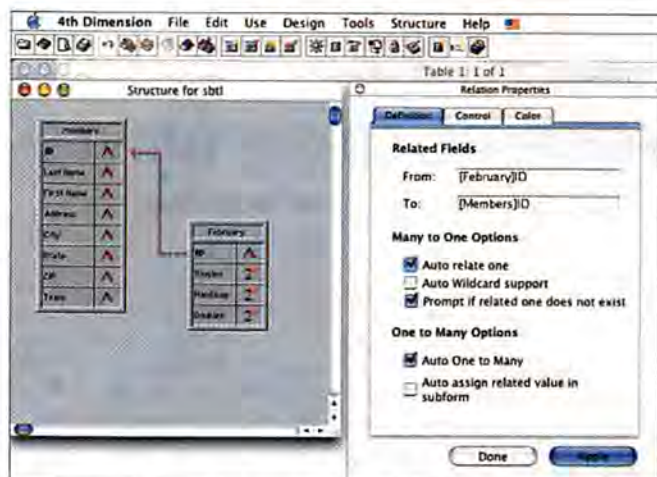 4th Dimension File Edit Use Design Tools Structure Help
Table 1: 1 of 1
Structure for sbtl
Relation Properties
Members
ID
Last Name
First Name
Address
City
State
ZIP
Team
February
ID
Handicap
Definition Control Color
Related Fields
From: [February]ID
To: [Members]ID
Many to One Options
Auto relate one
Auto Wildcard support
Prompt if related one does not exist
One to Many Options
Auto One to Many
Auto assign related value in
subform
Done Apply